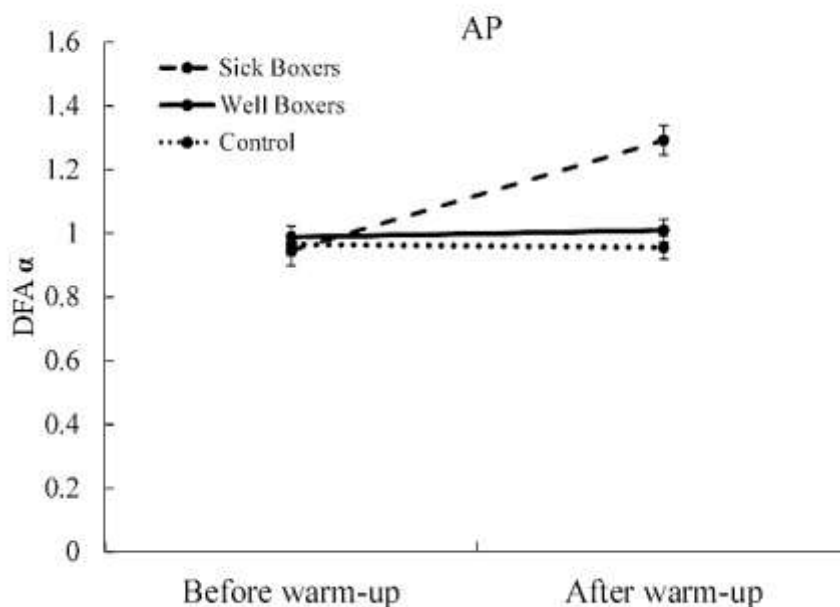 AP
1.6
1.4
1.2
1
0.8
0.6
0.4
0.2
0
DFA α
Sick Boxers
Well Boxers
Control
Before warm-up After warm-up